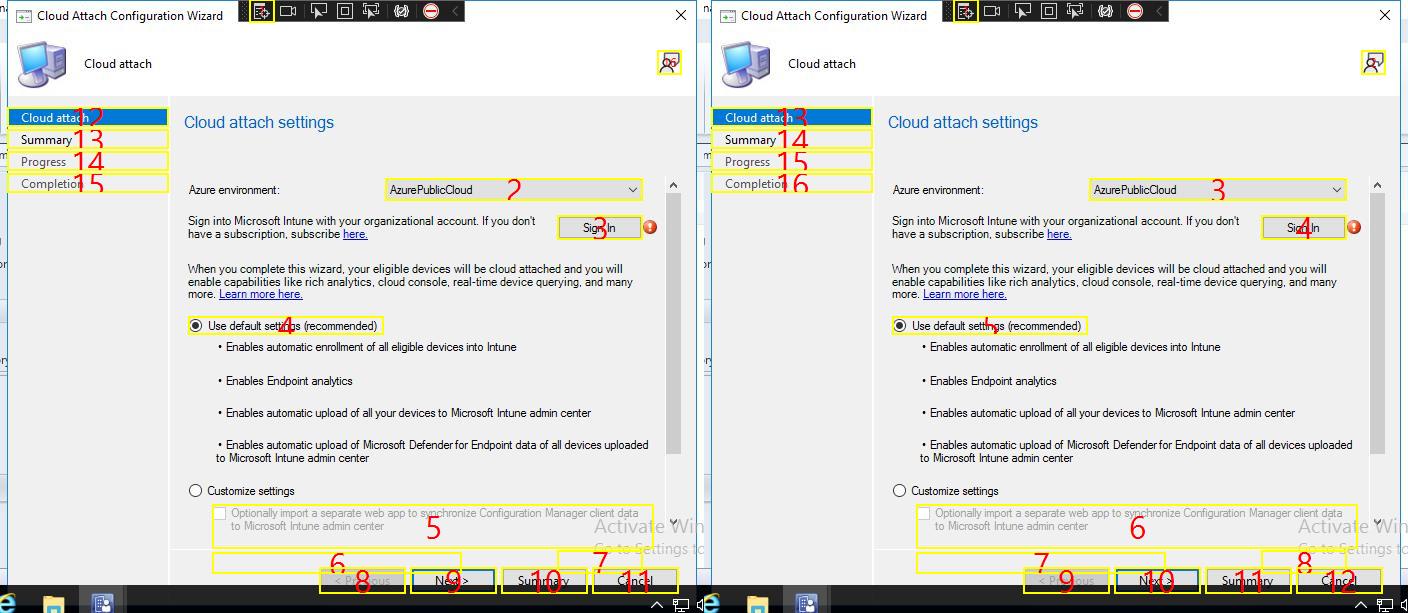 Cloud Attach Configuration Wizard
Cloud attach
16
Cloud attach 12
Summary 13
Progress 14
Completion 15
Cloud attach settings
Azure environment:
AzurePublicCloud 2
Sign into Microsoft Intune with your organizational account. If you don't
have a subscription, subscribe here.
Sign In 3
When you complete this wizard, your eligible devices will be cloud attached and you will
enable capabilities like rich analytics, cloud console, real-time device querying, and many
more. Learn more here.
Use default settings (recommended) 4
• Enables automatic enrollment of all eligible devices into Intune
• Enables Endpoint analytics
• Enables automatic upload of all your devices to Microsoft Intune admin center
• Enables automatic upload of Microsoft Defender for Endpoint data of all devices uploaded
to Microsoft Intune admin center
Customize settings
Optionally import a separate web app to synchronize Configuration Manager client data
to Microsoft Intune admin center
5
Activate Win
Go to Settings to
6
7
< Previous 8
Next > 9
Summary 10
Cancel 11
Cloud Attach Configuration Wizard
Cloud attach
Cloud attach 13
Summary 14
Progress 15
Completion 16
Cloud attach settings
Azure environment:
AzurePublicCloud 3
Sign into Microsoft Intune with your organizational account. If you don't
have a subscription, subscribe here.
Sign In 4
When you complete this wizard, your eligible devices will be cloud attached and you will
enable capabilities like rich analytics, cloud console, real-time device querying, and many
more. Learn more here.
Use default settings (recommended) 5
• Enables automatic enrollment of all eligible devices into Intune
• Enables Endpoint analytics
• Enables automatic upload of all your devices to Microsoft Intune admin center
• Enables automatic upload of Microsoft Defender for Endpoint data of all devices uploaded
to Microsoft Intune admin center
Customize settings
Optionally import a separate web app to synchronize Configuration Manager client data
to Microsoft Intune admin center
6
Activate Win
Go to Settings to
7
8
< Previous 9
Next > 10
Summary 11
Cancel 12